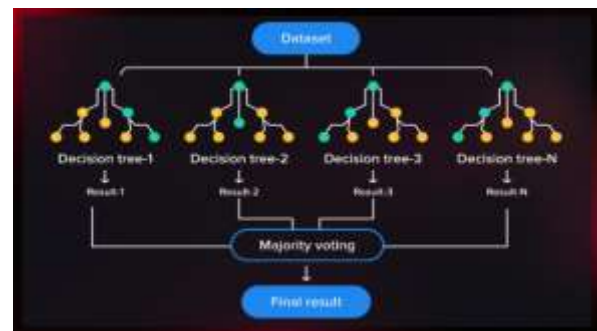 Dataset
Decision tree-1 Decision tree-2 Decision tree-3 Decision tree-N
Result-1 Result-2 Result-3 Result-N
Majority voting
Final result